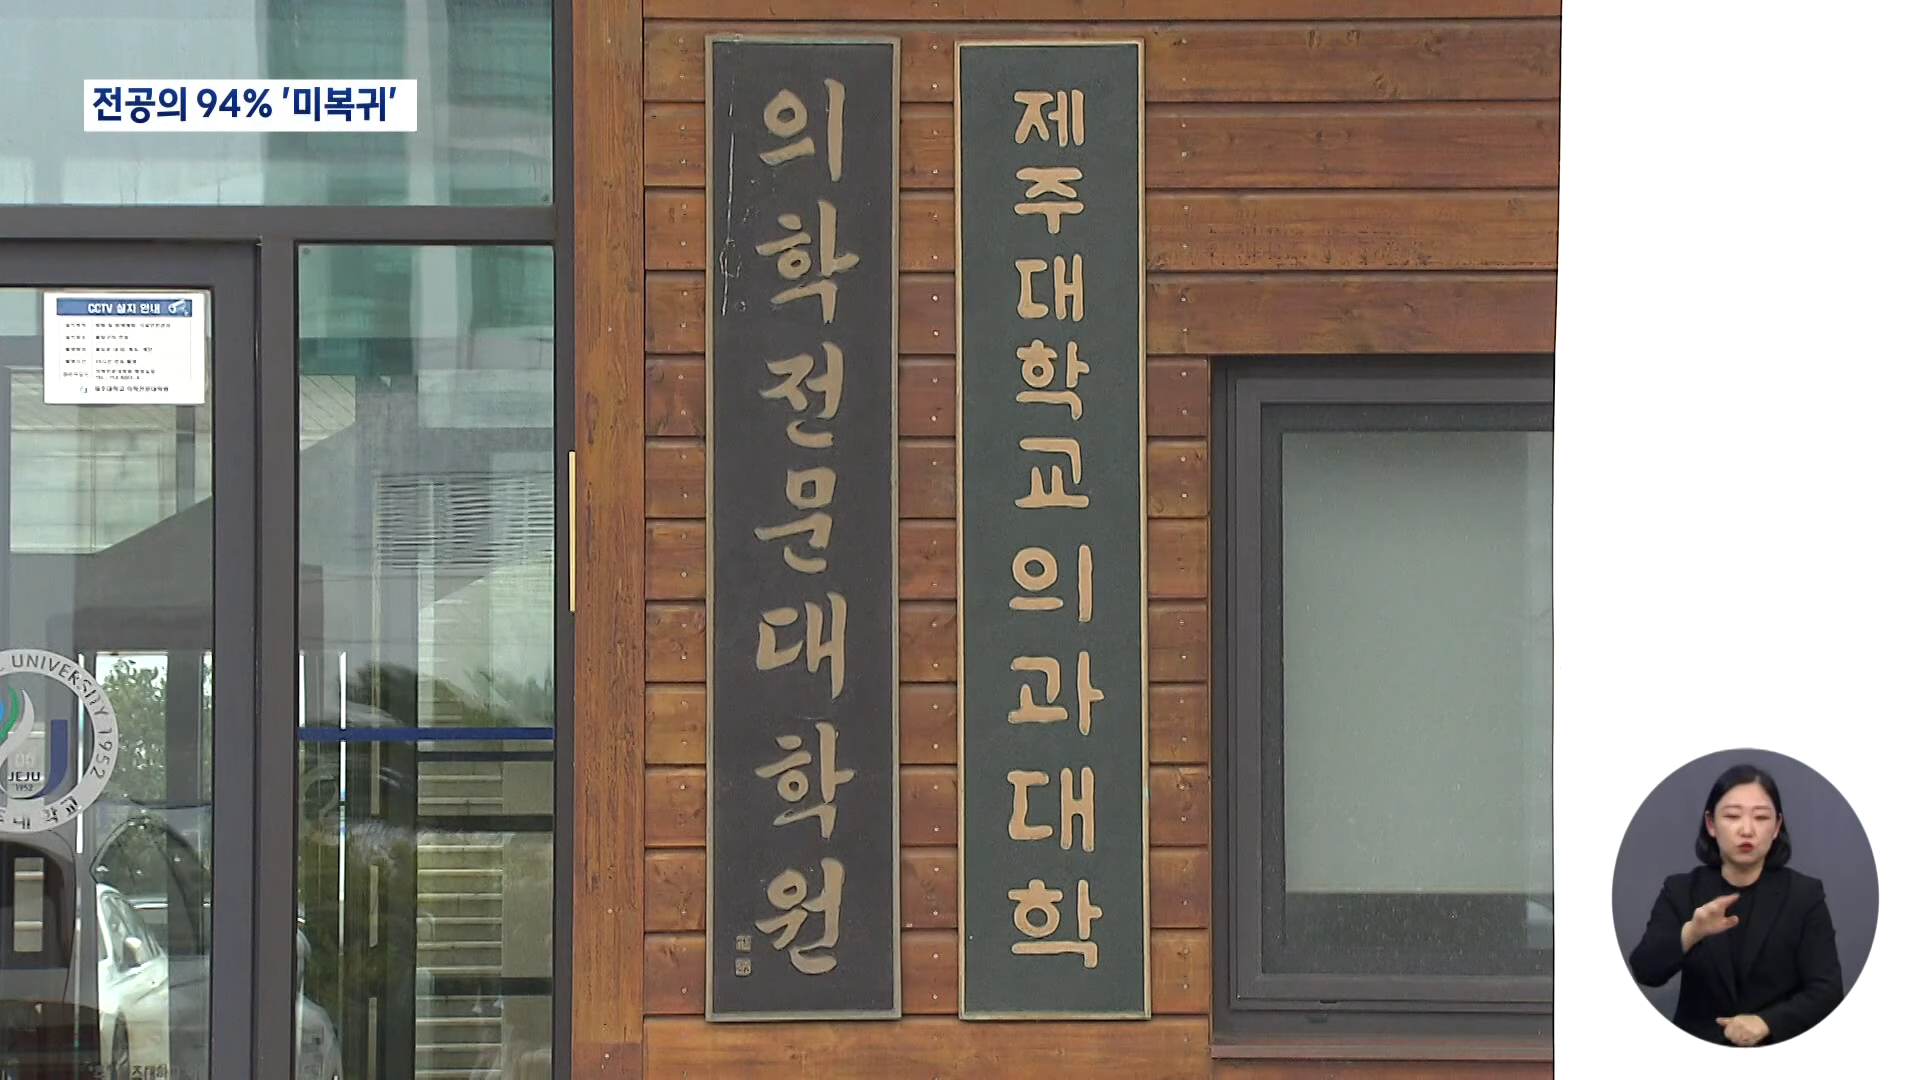 전공의 94% '미복귀'
의학전문대학원
제주대학교의과대학
CCTV 설치 안내
UNIVERSITY 1952
JEJU
1952